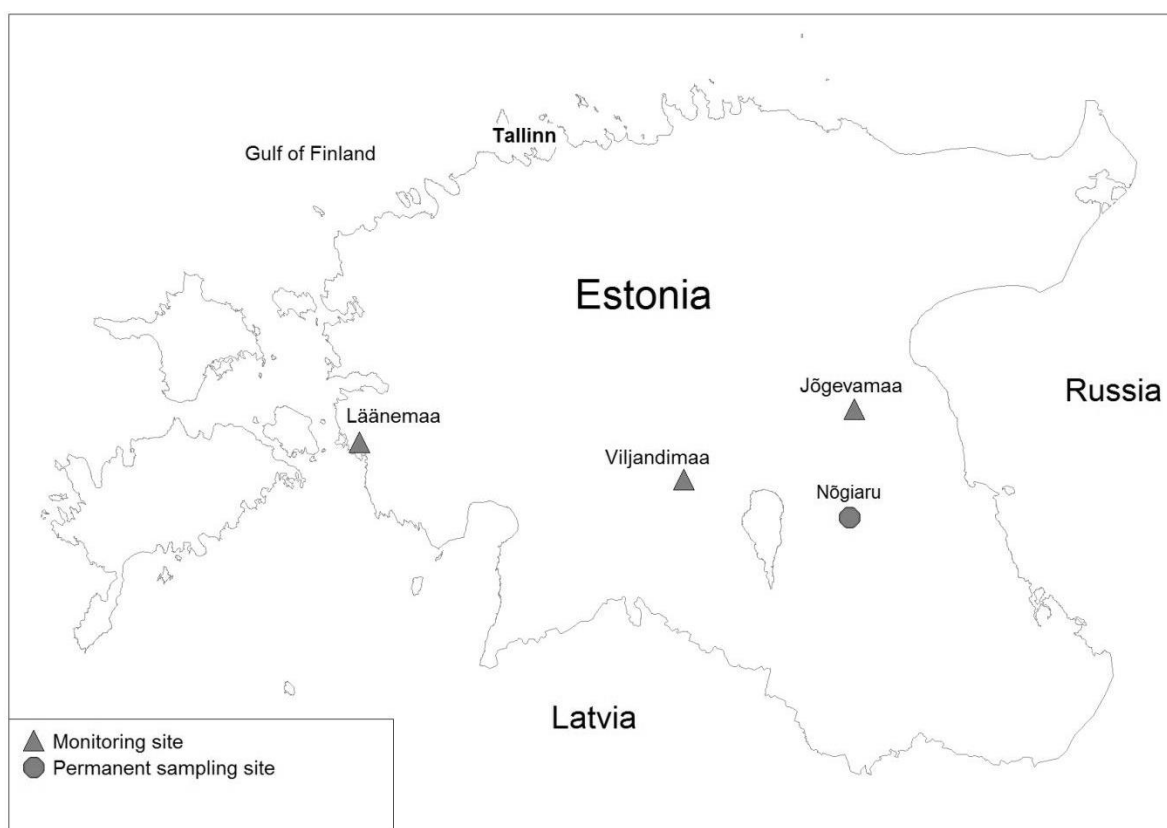 Tallinn
Gulf of Finland
Estonia
Jõgevamaa
Russia
Läänemaa
Viljandimaa
Nõgiaru
Latvia
Monitoring site
Permanent sampling site